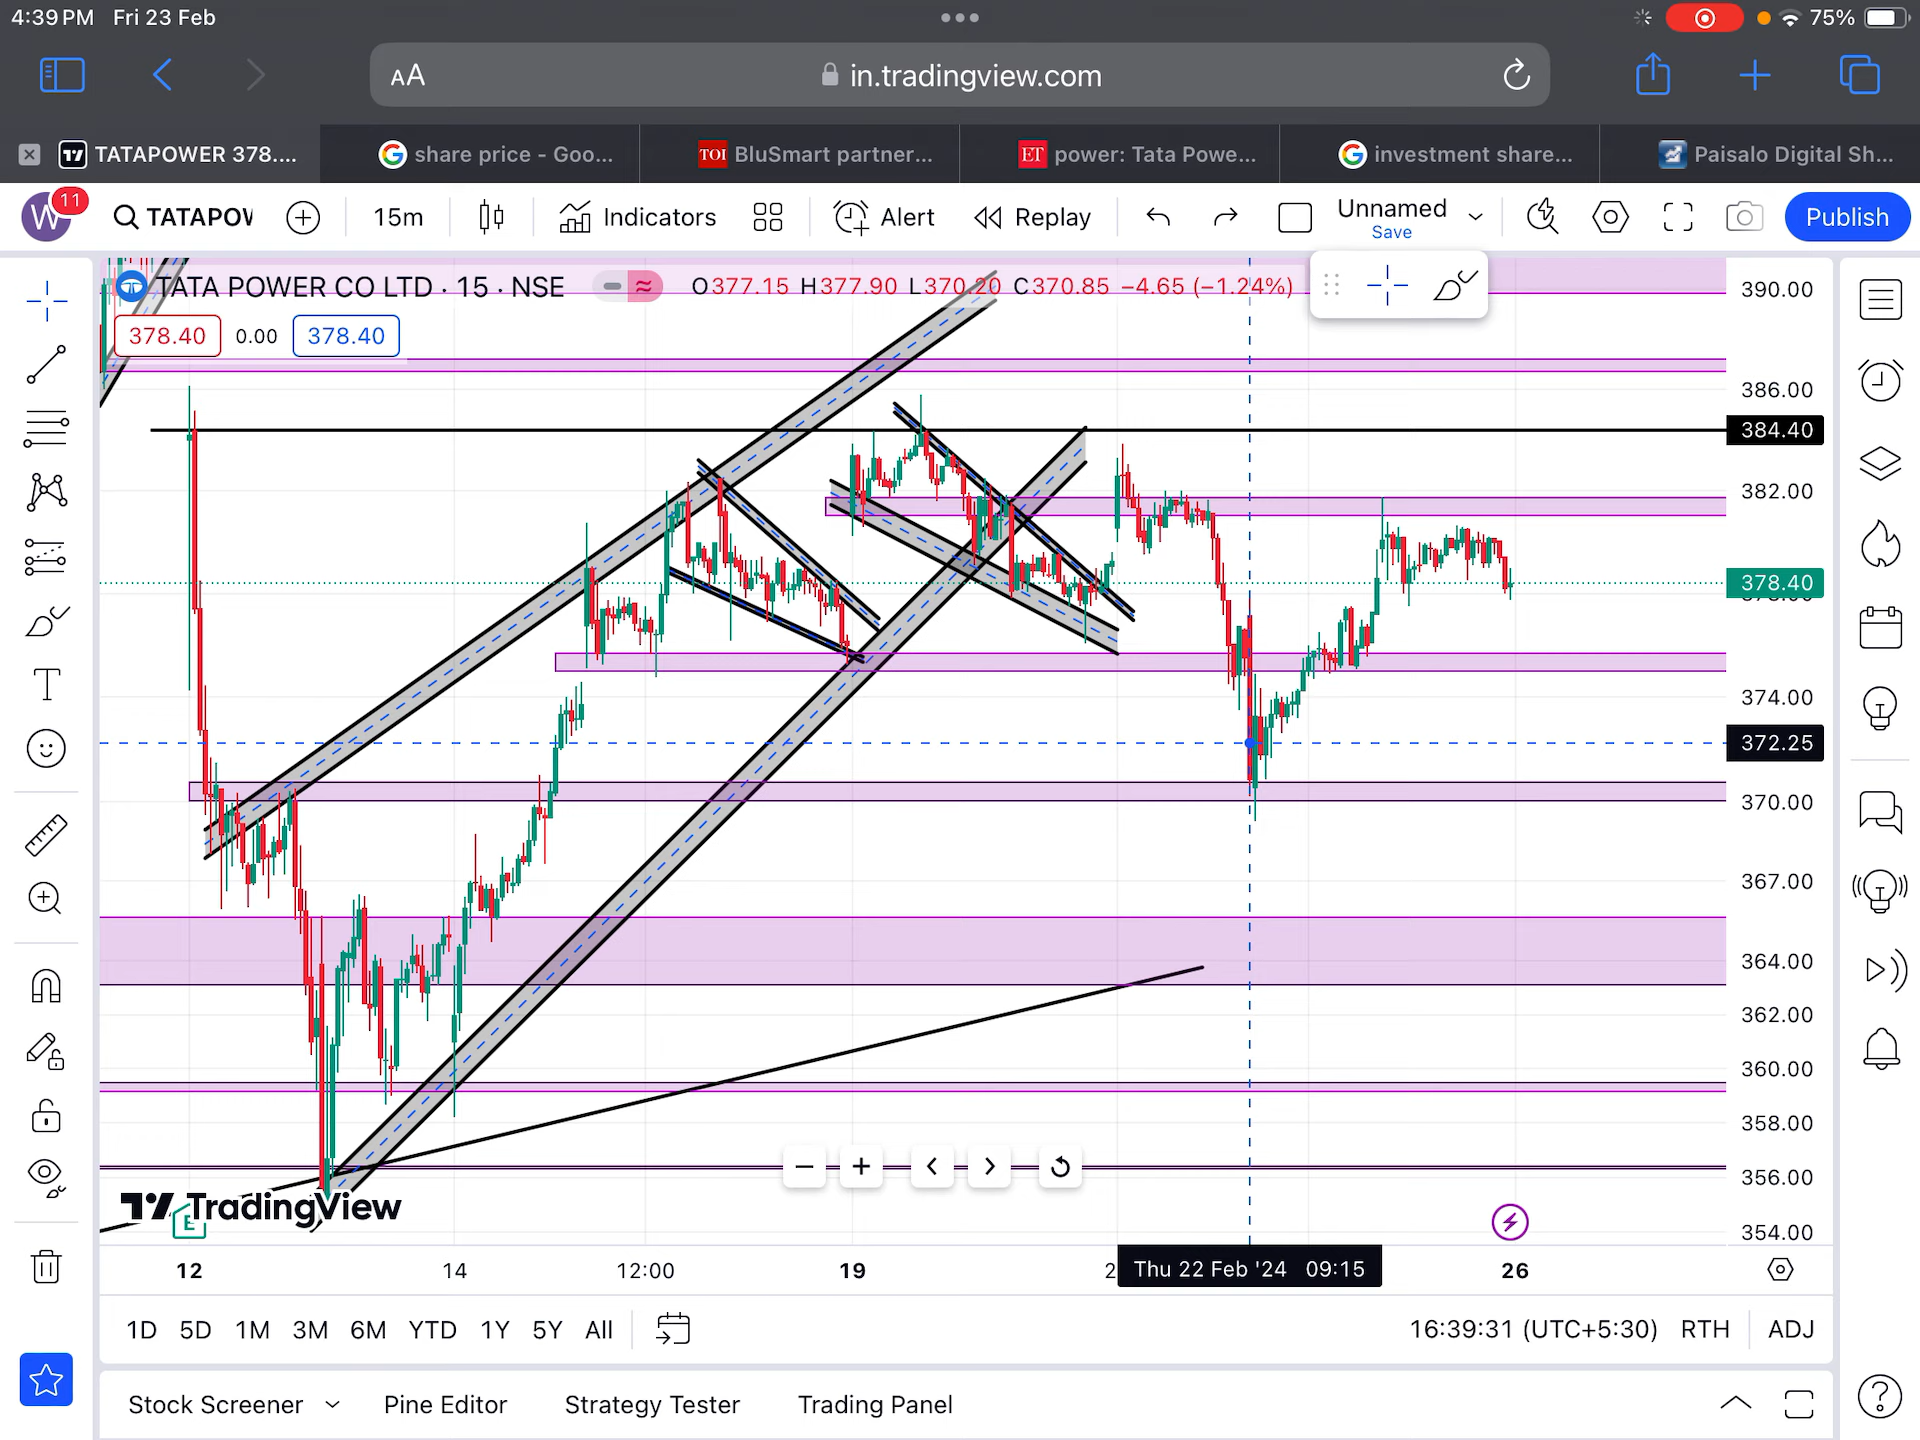 4:39 PM Fri 23 Feb
75%
AA
in.tradingview.com
TATAPOWER 378....
share price - Goo...
TOI BluSmart partner...
ET power: Tata Powe...
investment share...
Paisalo Digital Sh...
W 11
TATAPOW
15m
Indicators
Alert
Replay
Unnamed
Save
Publish
TATA POWER CO LTD · 15 · NSE
O377.15 H377.90 L370.20 C370.85 −4.65 (−1.24%)
378.40 0.00 378.40
390.00
386.00
384.40
382.00
378.40
374.00
372.25
370.00
367.00
364.00
362.00
360.00
358.00
356.00
354.00
TradingView
E
12 14 12:00 19 Thu 22 Feb '24 09:15 26
1D 5D 1M 3M 6M YTD 1Y 5Y All
16:39:31 (UTC+5:30) RTH ADJ
Stock Screener Pine Editor Strategy Tester Trading Panel